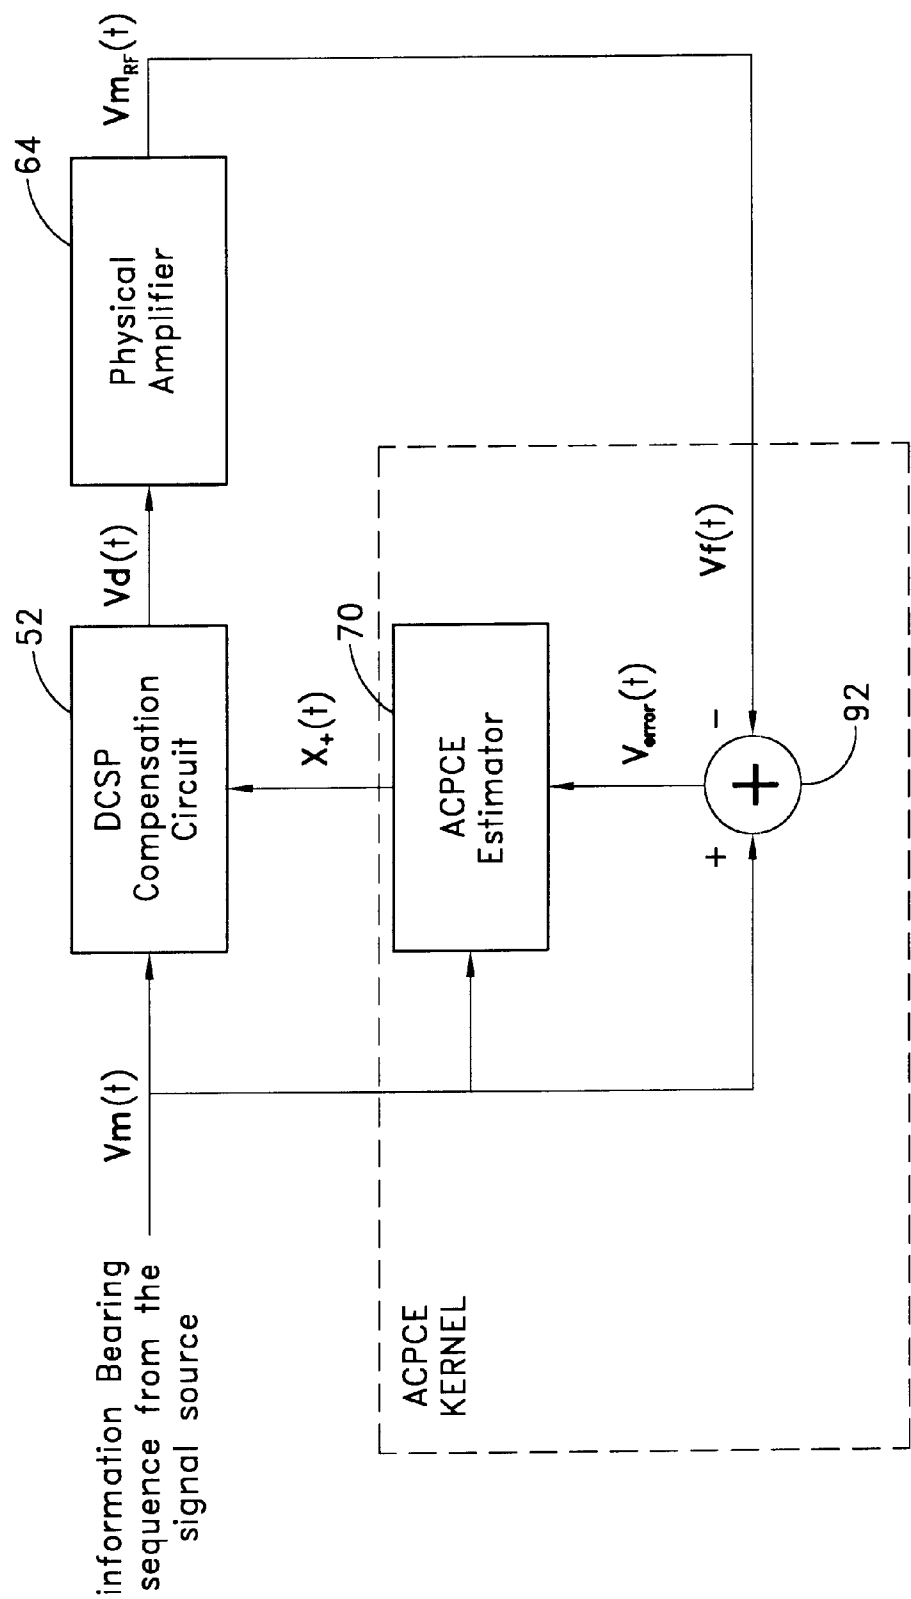 information Bearing
sequence from the
signal source
Vm(t)
DCSP
Compensation
Circuit
52
Vd(t)
Physical
Amplifier
64
VmRF(t)
X+(t)
ACPCE
Estimator
70
Verror(t)
Vf(t)
+
-
+
92
ACPCE
KERNEL